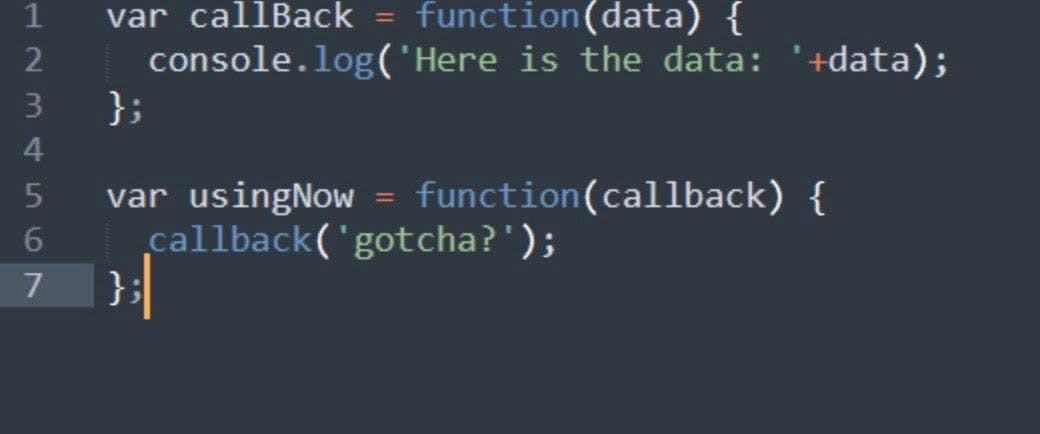 1 var callBack = function(data) {
2 console.log('Here is the data: '+data);
3 };
4
5 var usingNow = function(callback) {
6 callback('gotcha?');
7 };